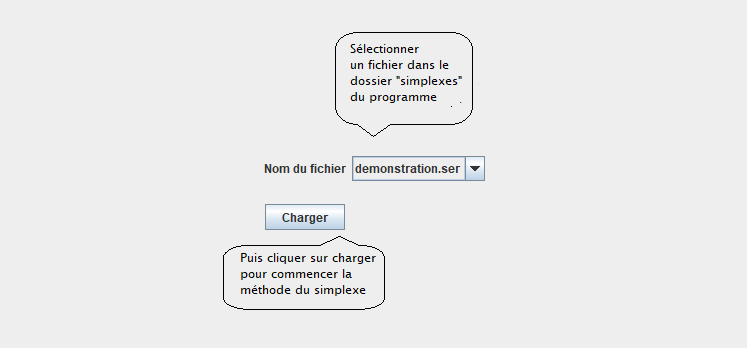 Sélectionner
un fichier dans le
dossier "simplexes"
du programme
Nom du fichier demonstration.ser
Charger
Puis cliquer sur charger
pour commencer la
méthode du simplexe